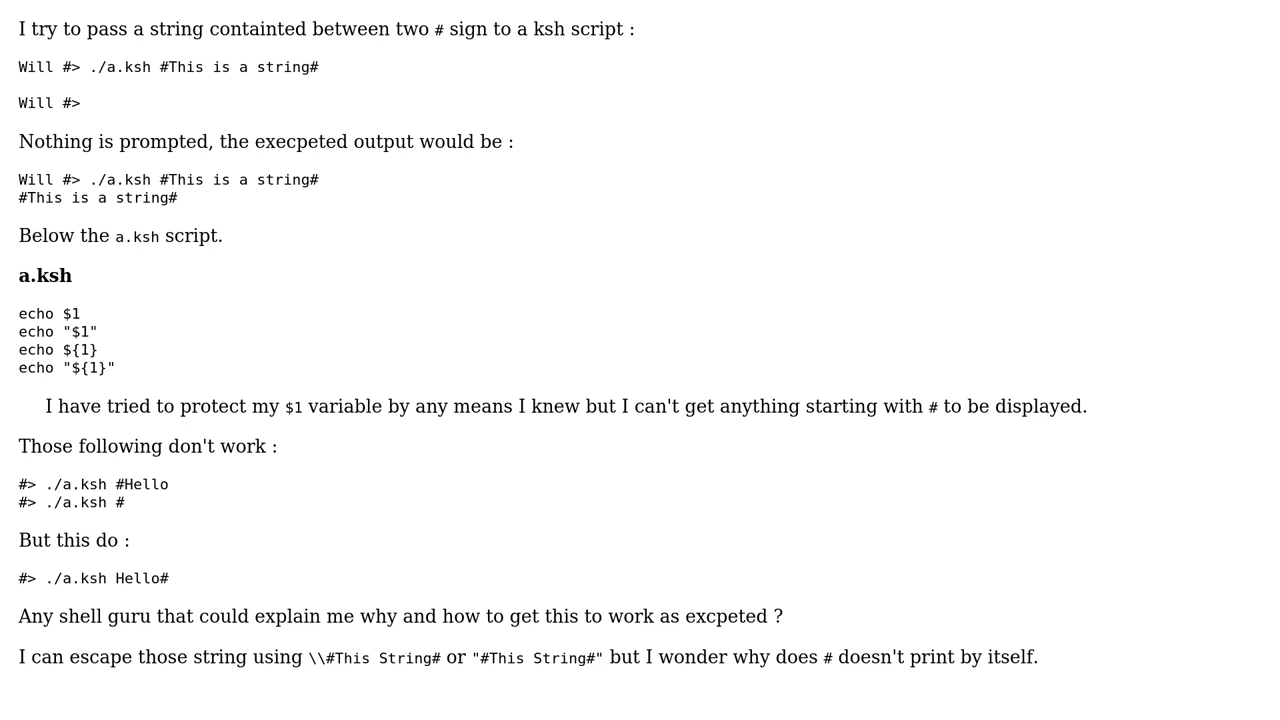 I try to pass a string containted between two # sign to a ksh script :
Will #> ./a.ksh #This is a string#
Will #>
Nothing is prompted, the execpeted output would be :
Will #> ./a.ksh #This is a string#
#This is a string#
Below the a.ksh script.
a.ksh
echo $1
echo "$1"
echo ${1}
echo "${1}"
I have tried to protect my $1 variable by any means I knew but I can't get anything starting with # to be displayed.
Those following don't work :
#> ./a.ksh #Hello
#> ./a.ksh #
But this do :
#> ./a.ksh Hello#
Any shell guru that could explain me why and how to get this to work as excpeted ?
I can escape those string using \\#This String# or "#This String#" but I wonder why does # doesn't print by itself.